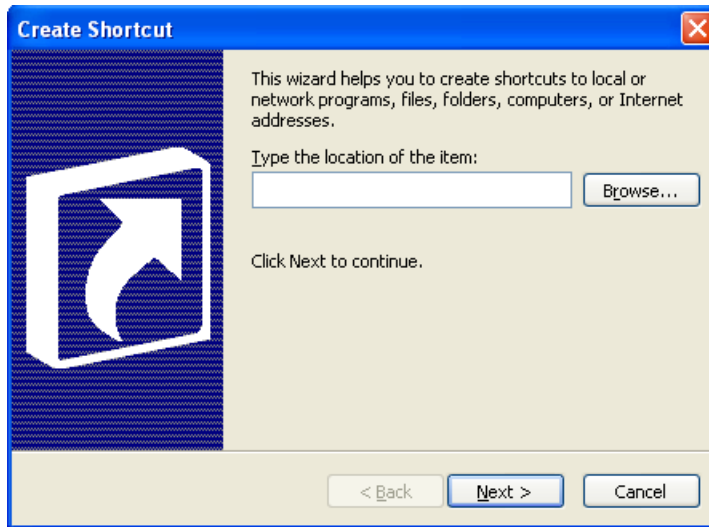 Create Shortcut
This wizard helps you to create shortcuts to local or
network programs, files, folders, computers, or Internet
addresses.
Type the location of the item:
Browse...
Click Next to continue.
< Back
Next >
Cancel